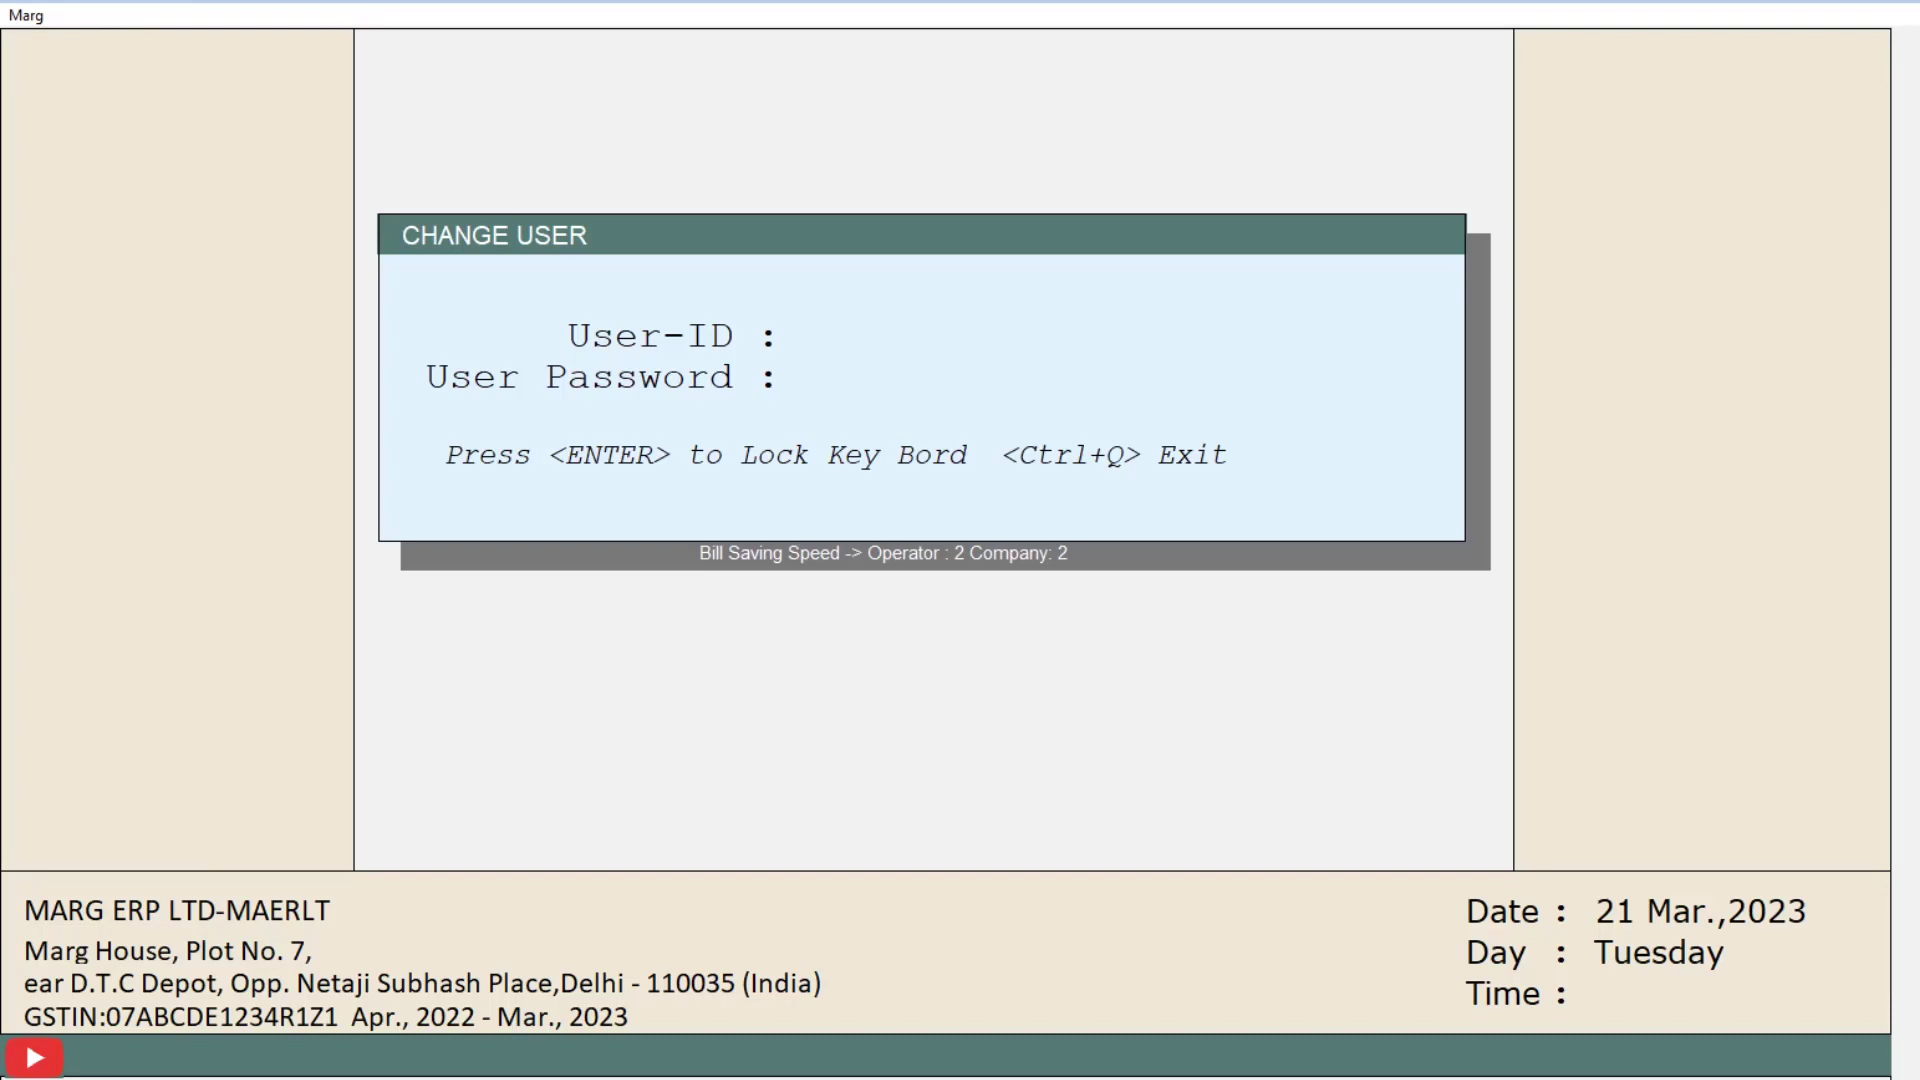 Marg
CHANGE USER
User-ID :
User Password :
Press <ENTER> to Lock Key Bord <Ctrl+Q> Exit
Bill Saving Speed -> Operator : 2 Company: 2
MARG ERP LTD-MAERLT
Marg House, Plot No. 7,
ear D.T.C Depot, Opp. Netaji Subhash Place,Delhi - 110035 (India)
GSTIN:07ABCDE1234R1Z1 Apr., 2022 - Mar., 2023
Date : 21 Mar.,2023
Day : Tuesday
Time :